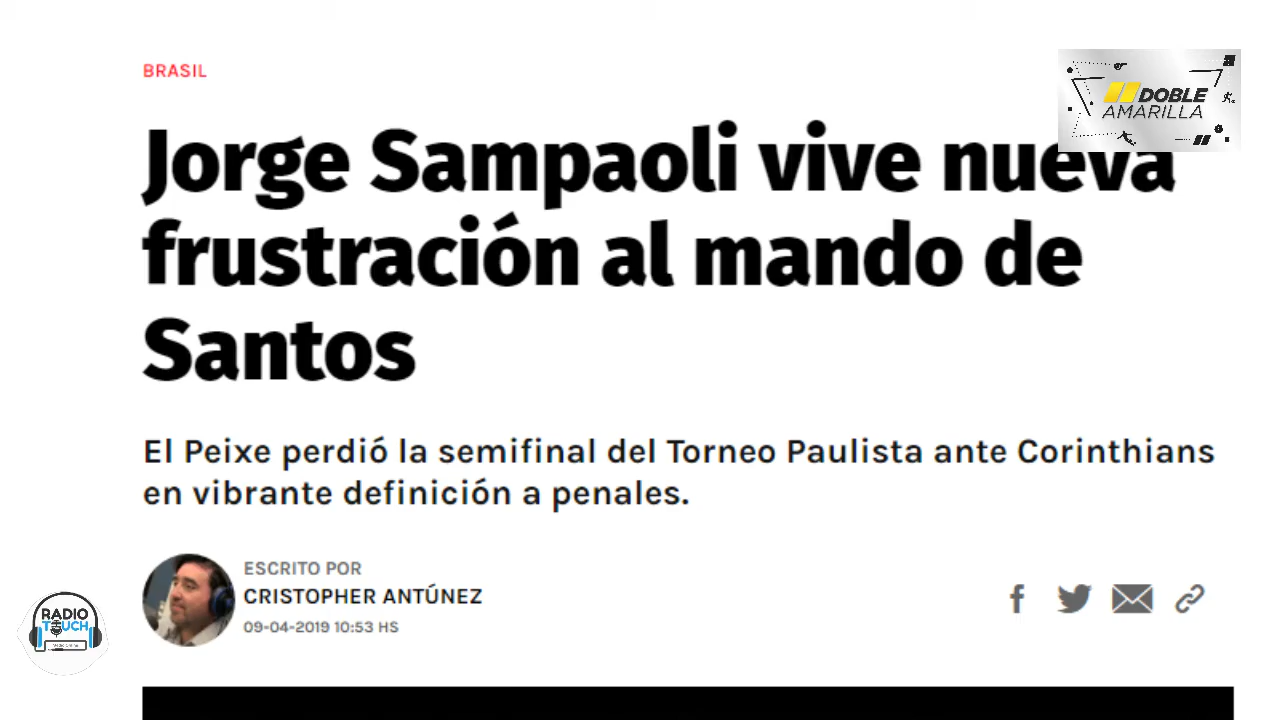 BRASIL
DOBLE
AMARILLA
Jorge Sampaoli vive nueva
frustración al mando de
Santos
El Peixe perdió la semifinal del Torneo Paulista ante Corinthians
en vibrante definición a penales.
ESCRITO POR
CRISTOPHER ANTÚNEZ
09-04-2019 10:53 HS
RADIO
TOUCH